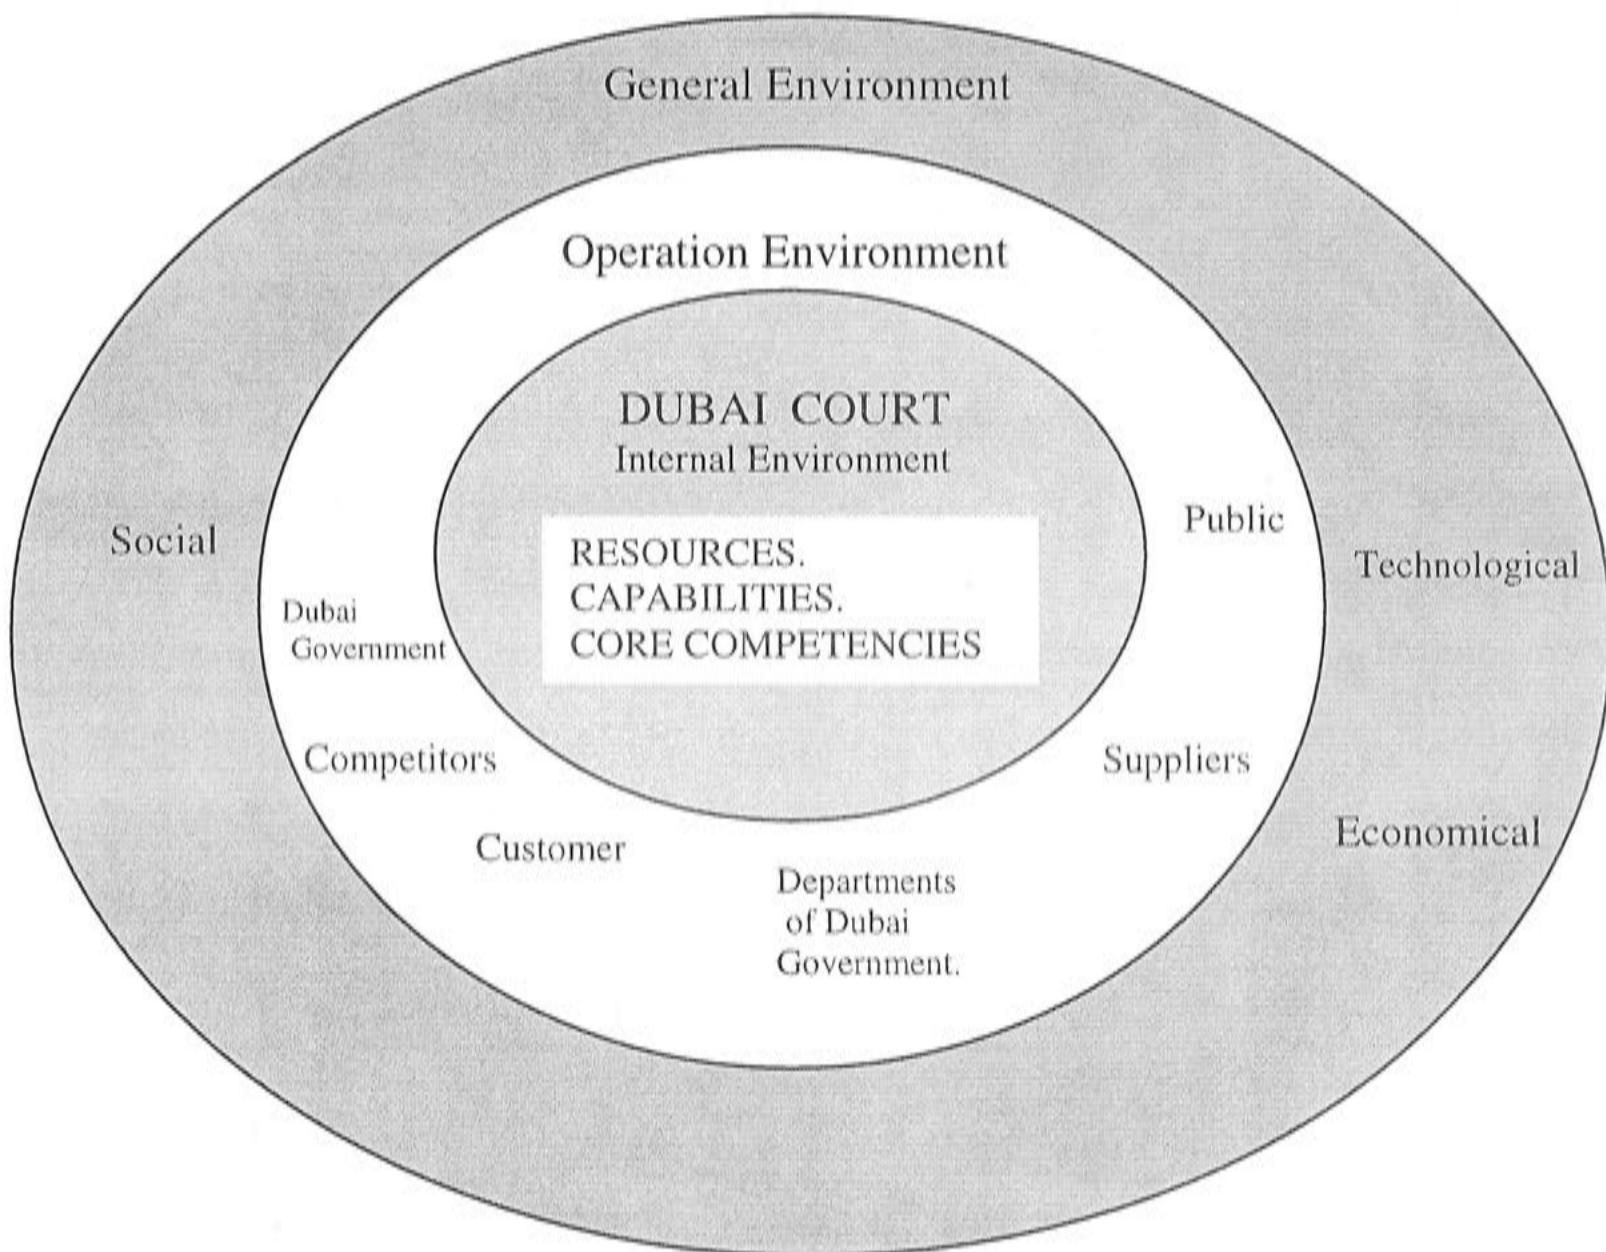 General Environment
Operation Environment
DUBAI COURT
Internal Environment
RESOURCES.
CAPABILITIES.
CORE COMPETENCIES
Social
Public
Technological
Dubai
Government
Competitors
Suppliers
Economical
Customer
Departments
of Dubai
Government.